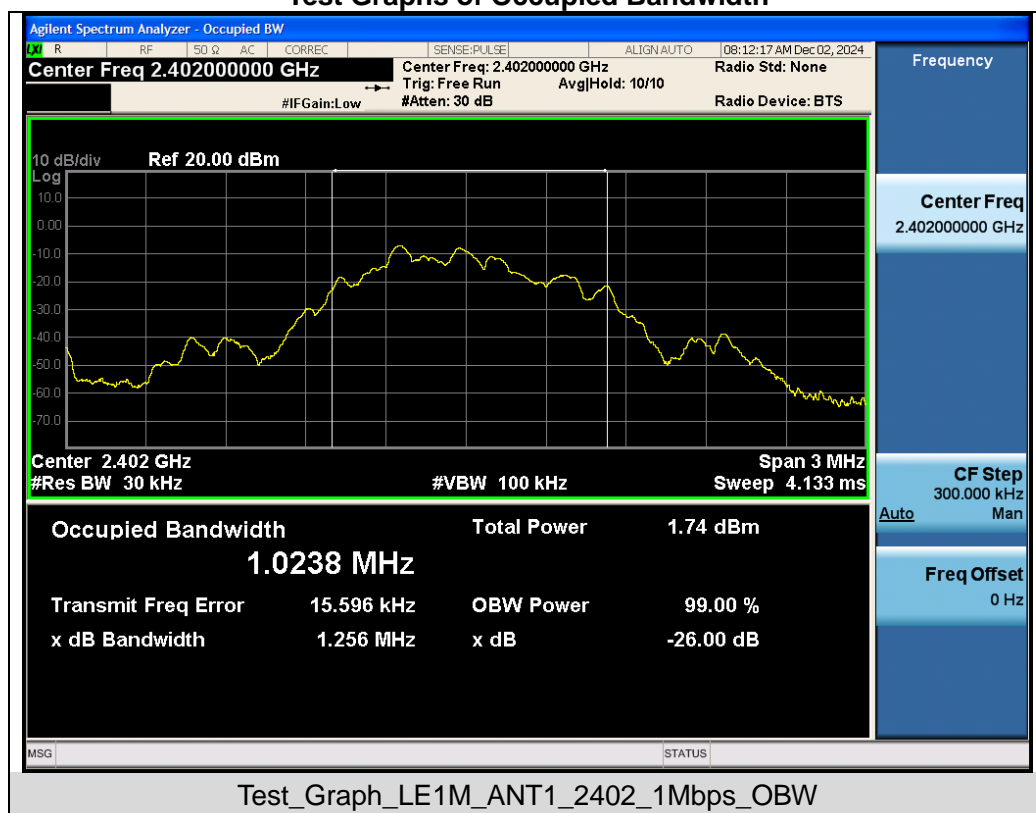 Test Graphs of Occupied Bandwidth
Agilent Spectrum Analyzer - Occupied BW
LXI R RF 50 Ω AC CORREC SENSE:PULSE ALIGN AUTO 08:12:17 AM Dec 02, 2024
Center Freq 2.402000000 GHz Center Freq: 2.402000000 GHz Radio Std: None
Trig: Free Run Avg|Hold: 10/10
#IFGain:Low #Atten: 30 dB Radio Device: BTS
Frequency
10 dB/div Ref 20.00 dBm
Log
10.0
0.00
-10.0
-20.0
-30.0
-40.0
-50.0
-60.0
-70.0
Center 2.402 GHz Span 3 MHz
#Res BW 30 kHz #VBW 100 kHz Sweep 4.133 ms
Center Freq
2.402000000 GHz
CF Step
300.000 kHz
Auto Man
Freq Offset
0 Hz
Occupied Bandwidth Total Power 1.74 dBm
1.0238 MHz
Transmit Freq Error 15.596 kHz OBW Power 99.00 %
x dB Bandwidth 1.256 MHz x dB -26.00 dB
MSG STATUS
Test_Graph_LE1M_ANT1_2402_1Mbps_OBW